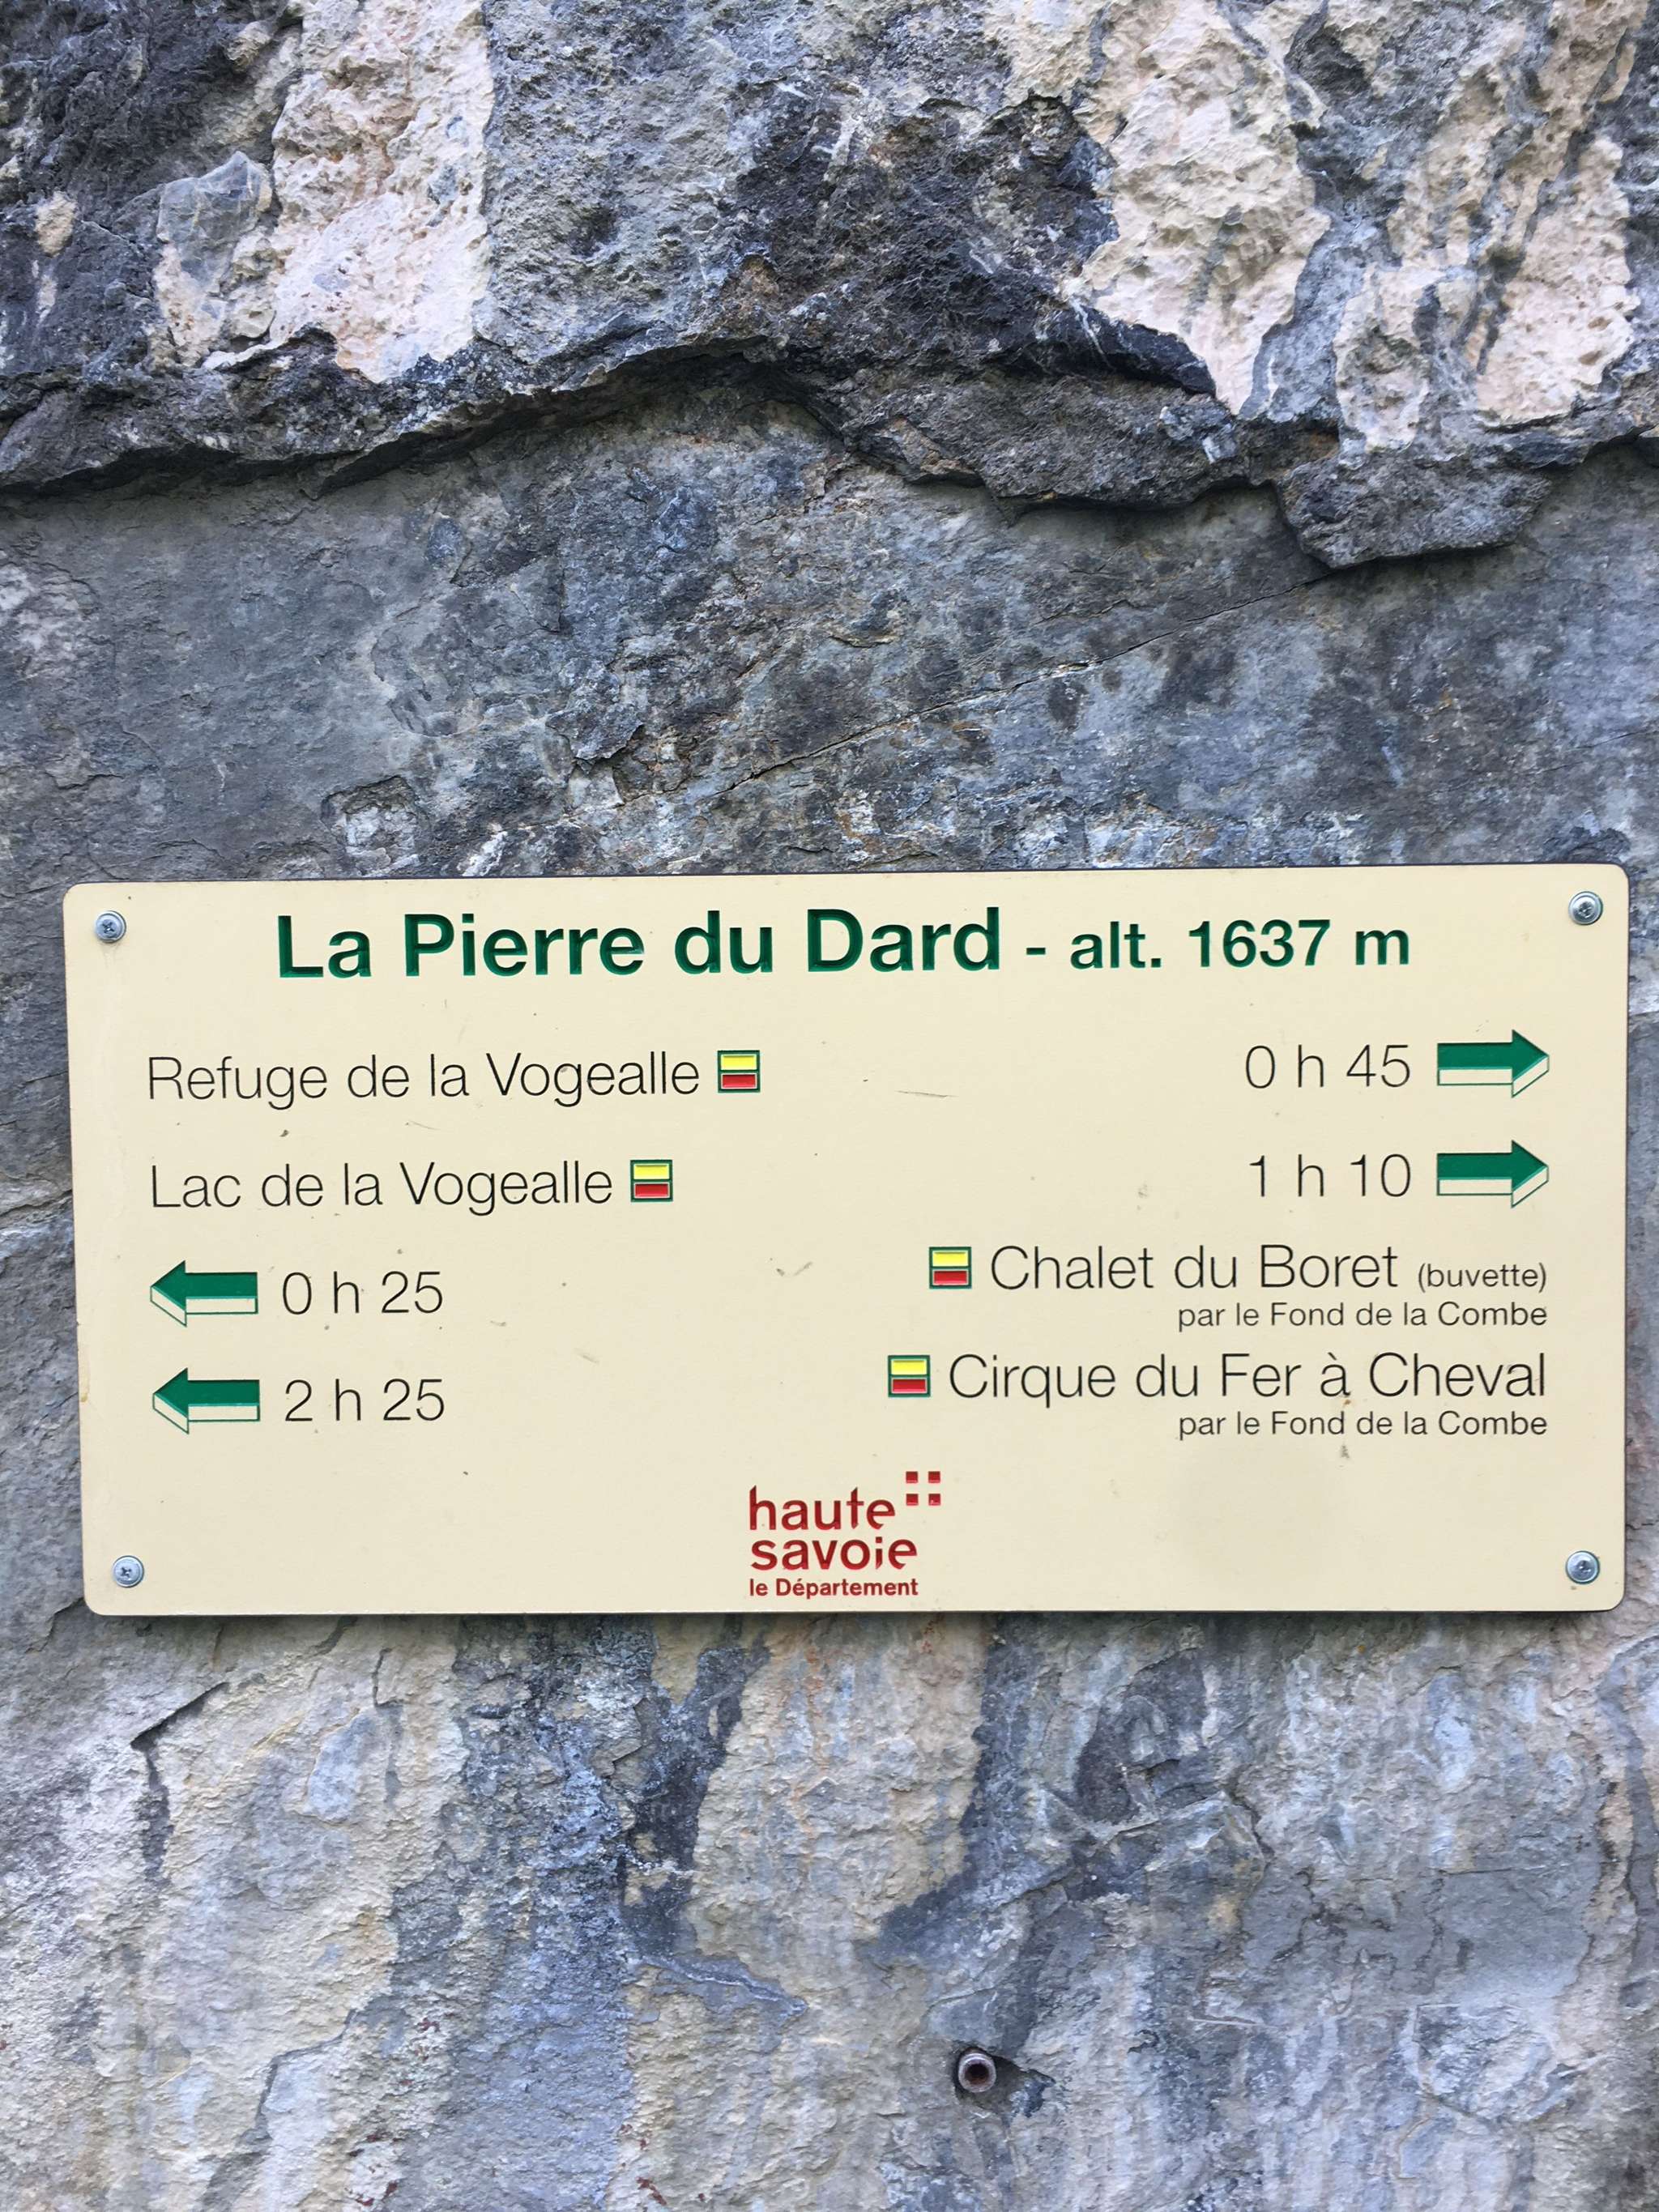 La Pierre du Dard - alt. 1637 m
Refuge de la Vogealle 0 h 45
Lac de la Vogealle 1 h 10
0 h 25 Chalet du Boret (buvette)
par le Fond de la Combe
2 h 25 Cirque du Fer à Cheval
par le Fond de la Combe
haute
savoie
le Département